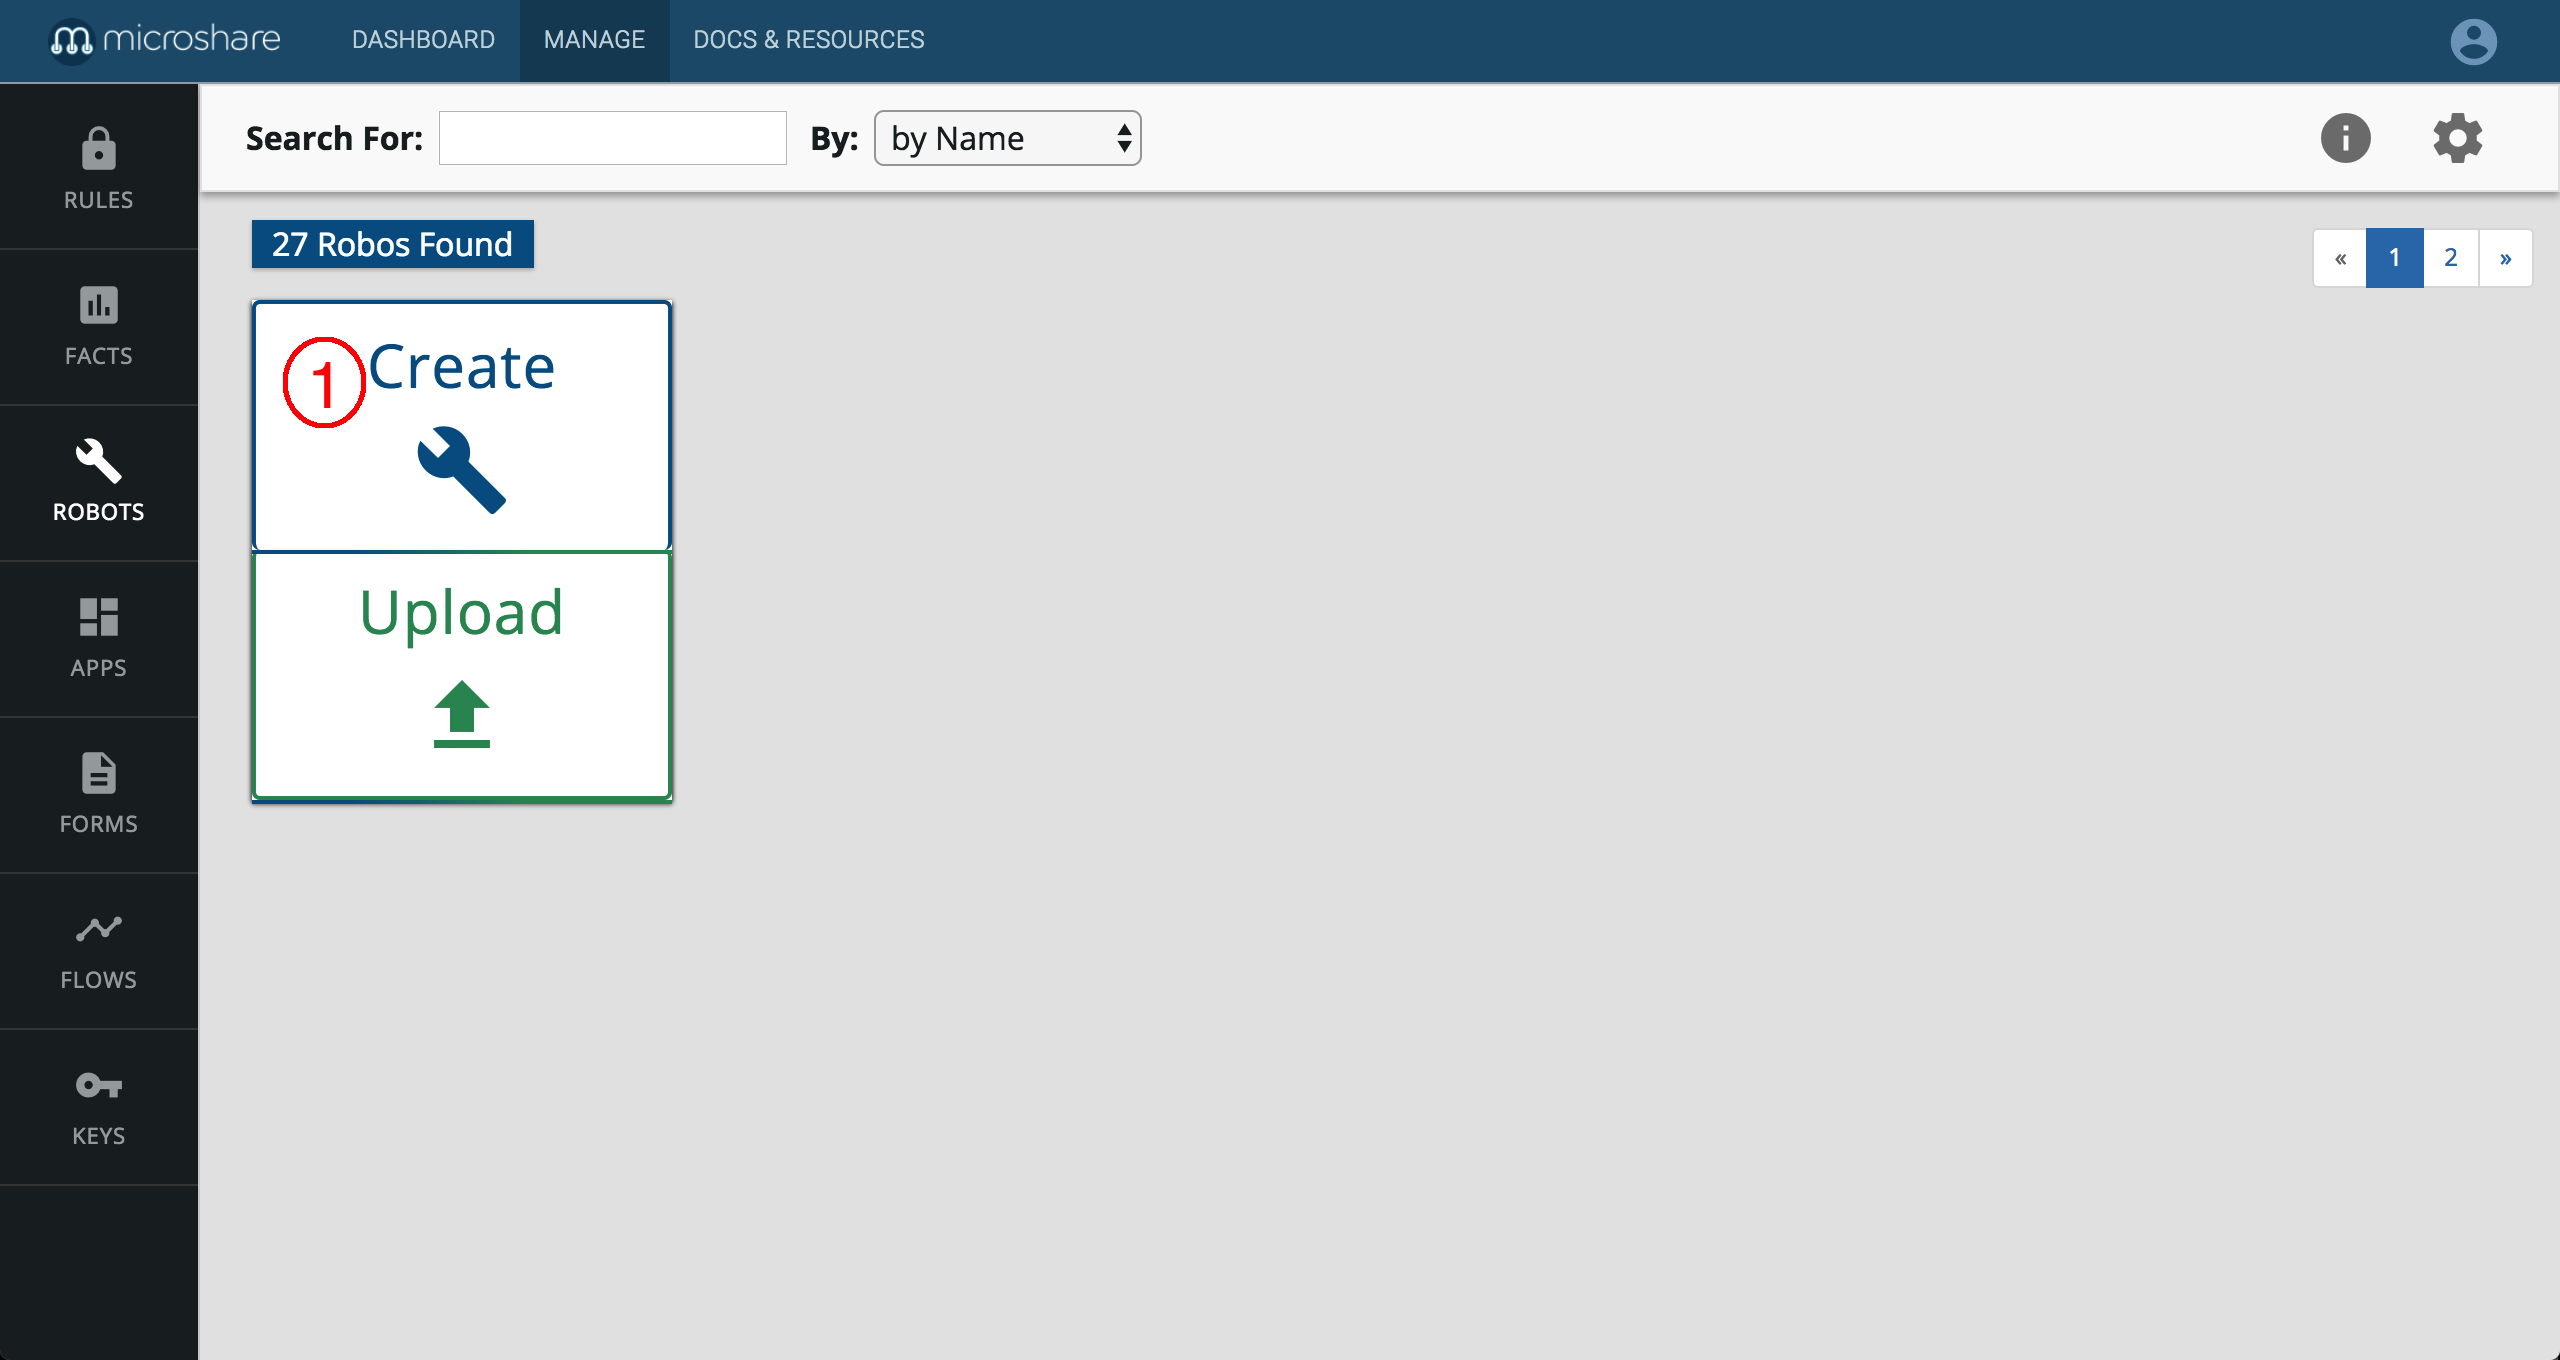 microshare DASHBOARD MANAGE DOCS & RESOURCES
Search For: By: by Name
RULES
FACTS
ROBOTS
APPS
FORMS
FLOWS
KEYS
27 Robos Found
« 1 2 »
1 Create
Upload